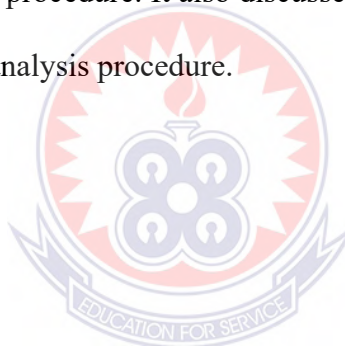 procedure. It also discusse
nalysis procedure.
EDUCATION FOR SERVICE